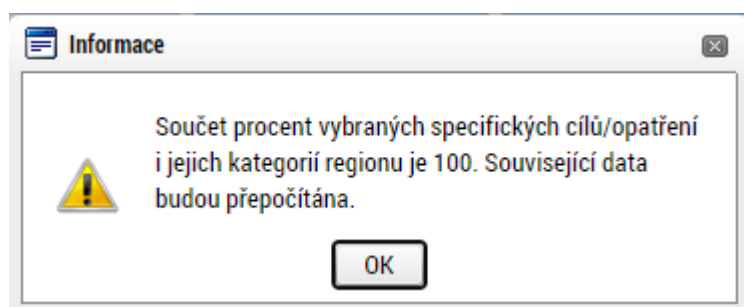 Informace
Součet procent vybraných specifických cílů/opatření
i jejich kategorií regionu je 100. Související data
budou přepočítána.
OK